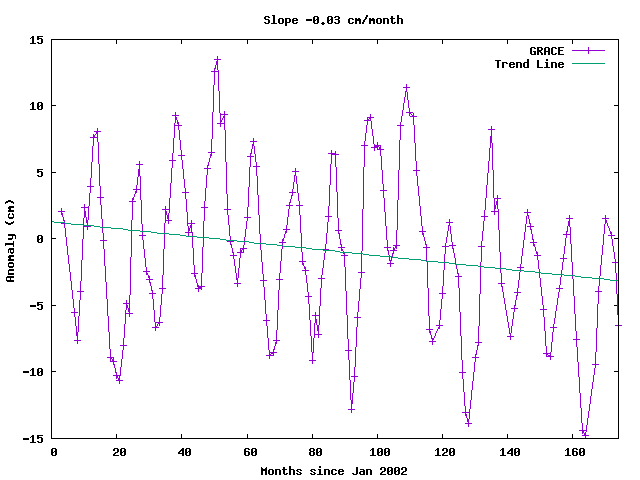 Slope -0.03 cm/month
GRACE
Trend Line
15
10
5
0
-5
-10
-15
Anomaly (cm)
0 20 40 60 80 100 120 140 160
Months since Jan 2002